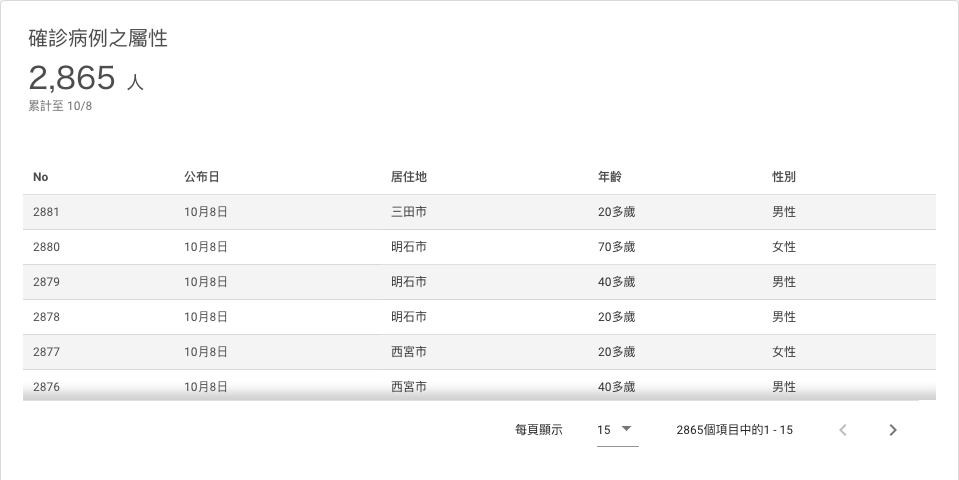 確診病例之屬性
2,865 人
累計至 10/8
No 公布日 居住地 年齡 性別
2881 10月8日 三田市 20多歲 男性
2880 10月8日 明石市 70多歲 女性
2879 10月8日 明石市 40多歲 男性
2878 10月8日 明石市 20多歲 男性
2877 10月8日 西宮市 20多歲 女性
2876 10月8日 西宮市 40多歲 男性
每頁顯示 15 2865個項目中的1 - 15